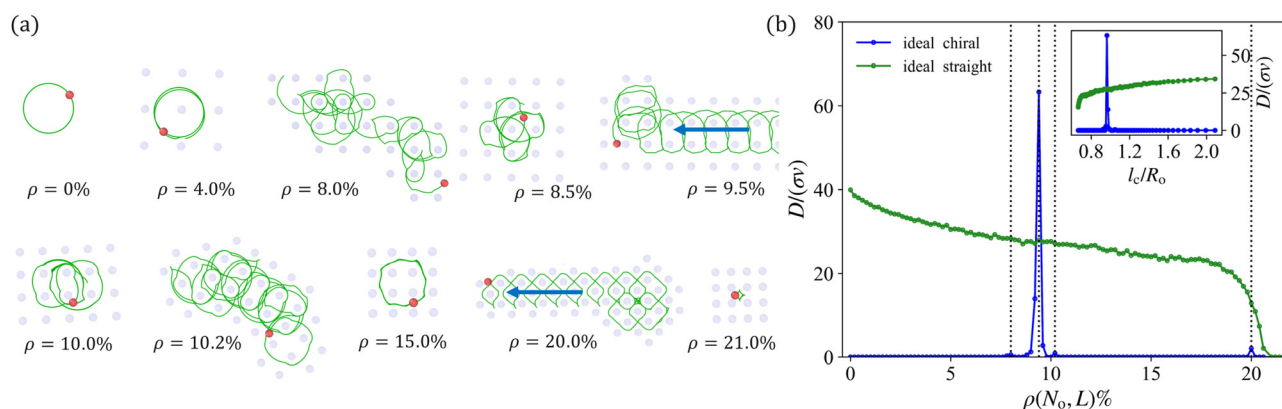 (a)
ρ = 0%
ρ = 4.0%
ρ = 8.0%
ρ = 8.5%
ρ = 9.5%
ρ = 10.0%
ρ = 10.2%
ρ = 15.0%
ρ = 20.0%
ρ = 21.0%
(b)
80
60
40
20
0
D/(σv)
ideal chiral
ideal straight
50
25
0
D/(σv)
0.8 1.2 1.6 2.0
l_c/R_o
0 5 10 15 20
ρ(N_o, L)%